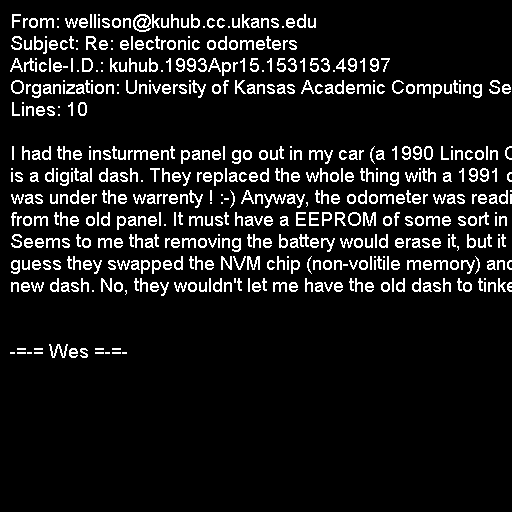 From: wellison@kuhub.cc.ukans.edu
Subject: Re: electronic odometers
Article-I.D.: kuhub.1993Apr15.153153.49197
Organization: University of Kansas Academic Computing
Lines: 10

I had the insturment panel go out in my car (a 1990 Lincoln
is a digital dash. They replaced the whole thing with a 1991
was under the warrenty ! :-) Anyway, the odometer was
from the old panel. It must have a EEPROM of some sort in
Seems to me that removing the battery would erase it, but it
guess they swapped the NVM chip (non-volitile memory)
new dash. No, they wouldn't let me have the old dash to

-=-= Wes =-=-